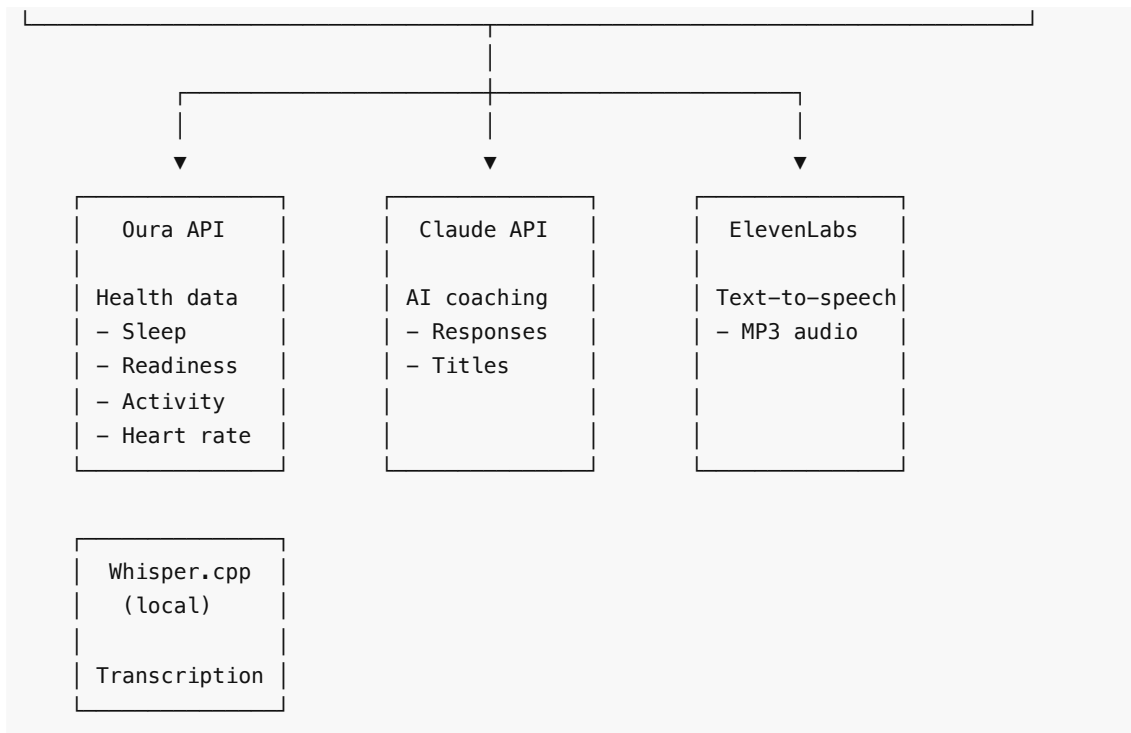 Oura API
Claude API
ElevenLabs
Health data
AI coaching
Text-to-speech
- Sleep
- Responses
- MP3 audio
- Readiness
- Titles
- Activity
- Heart rate
Whisper.cpp
(local)
Transcription